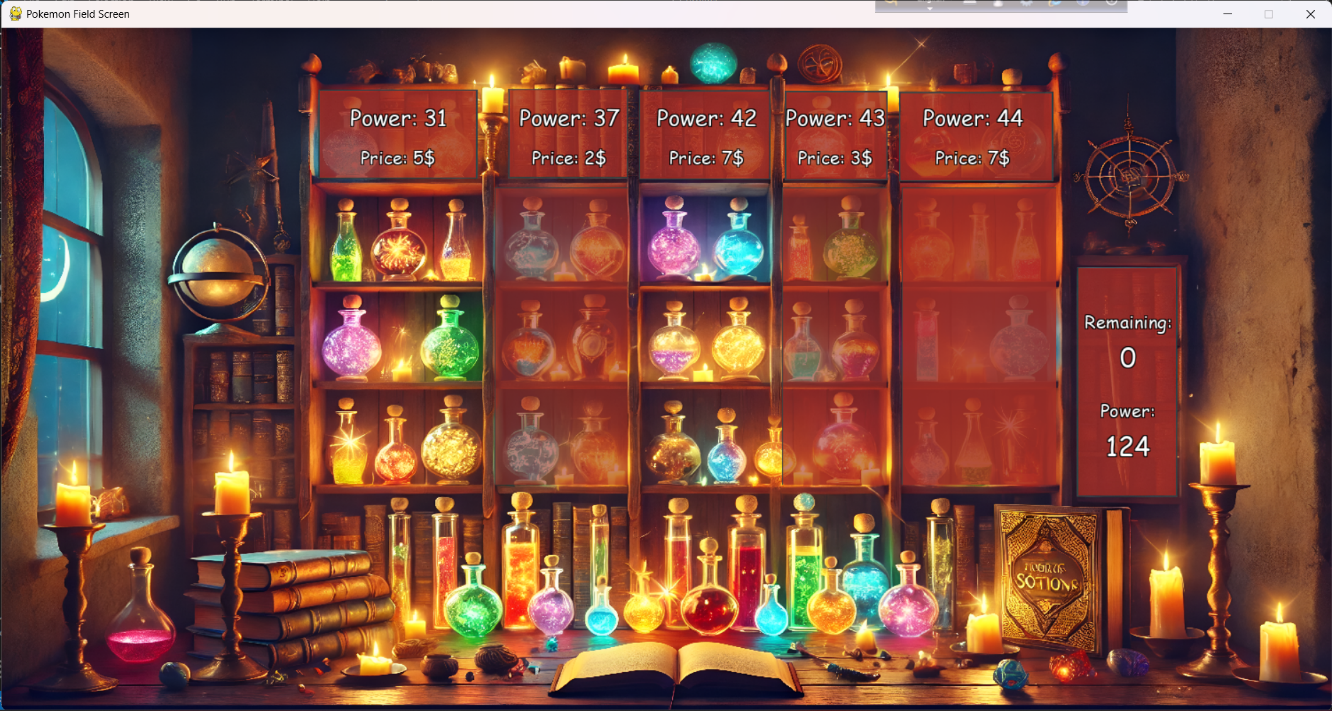 Pokemon Field Screen
Power: 31
Price: 5$
Power: 37
Price: 2$
Power: 42
Price: 7$
Power: 43
Price: 3$
Power: 44
Price: 7$
Remaining:
0
Power:
124
SOTIONS